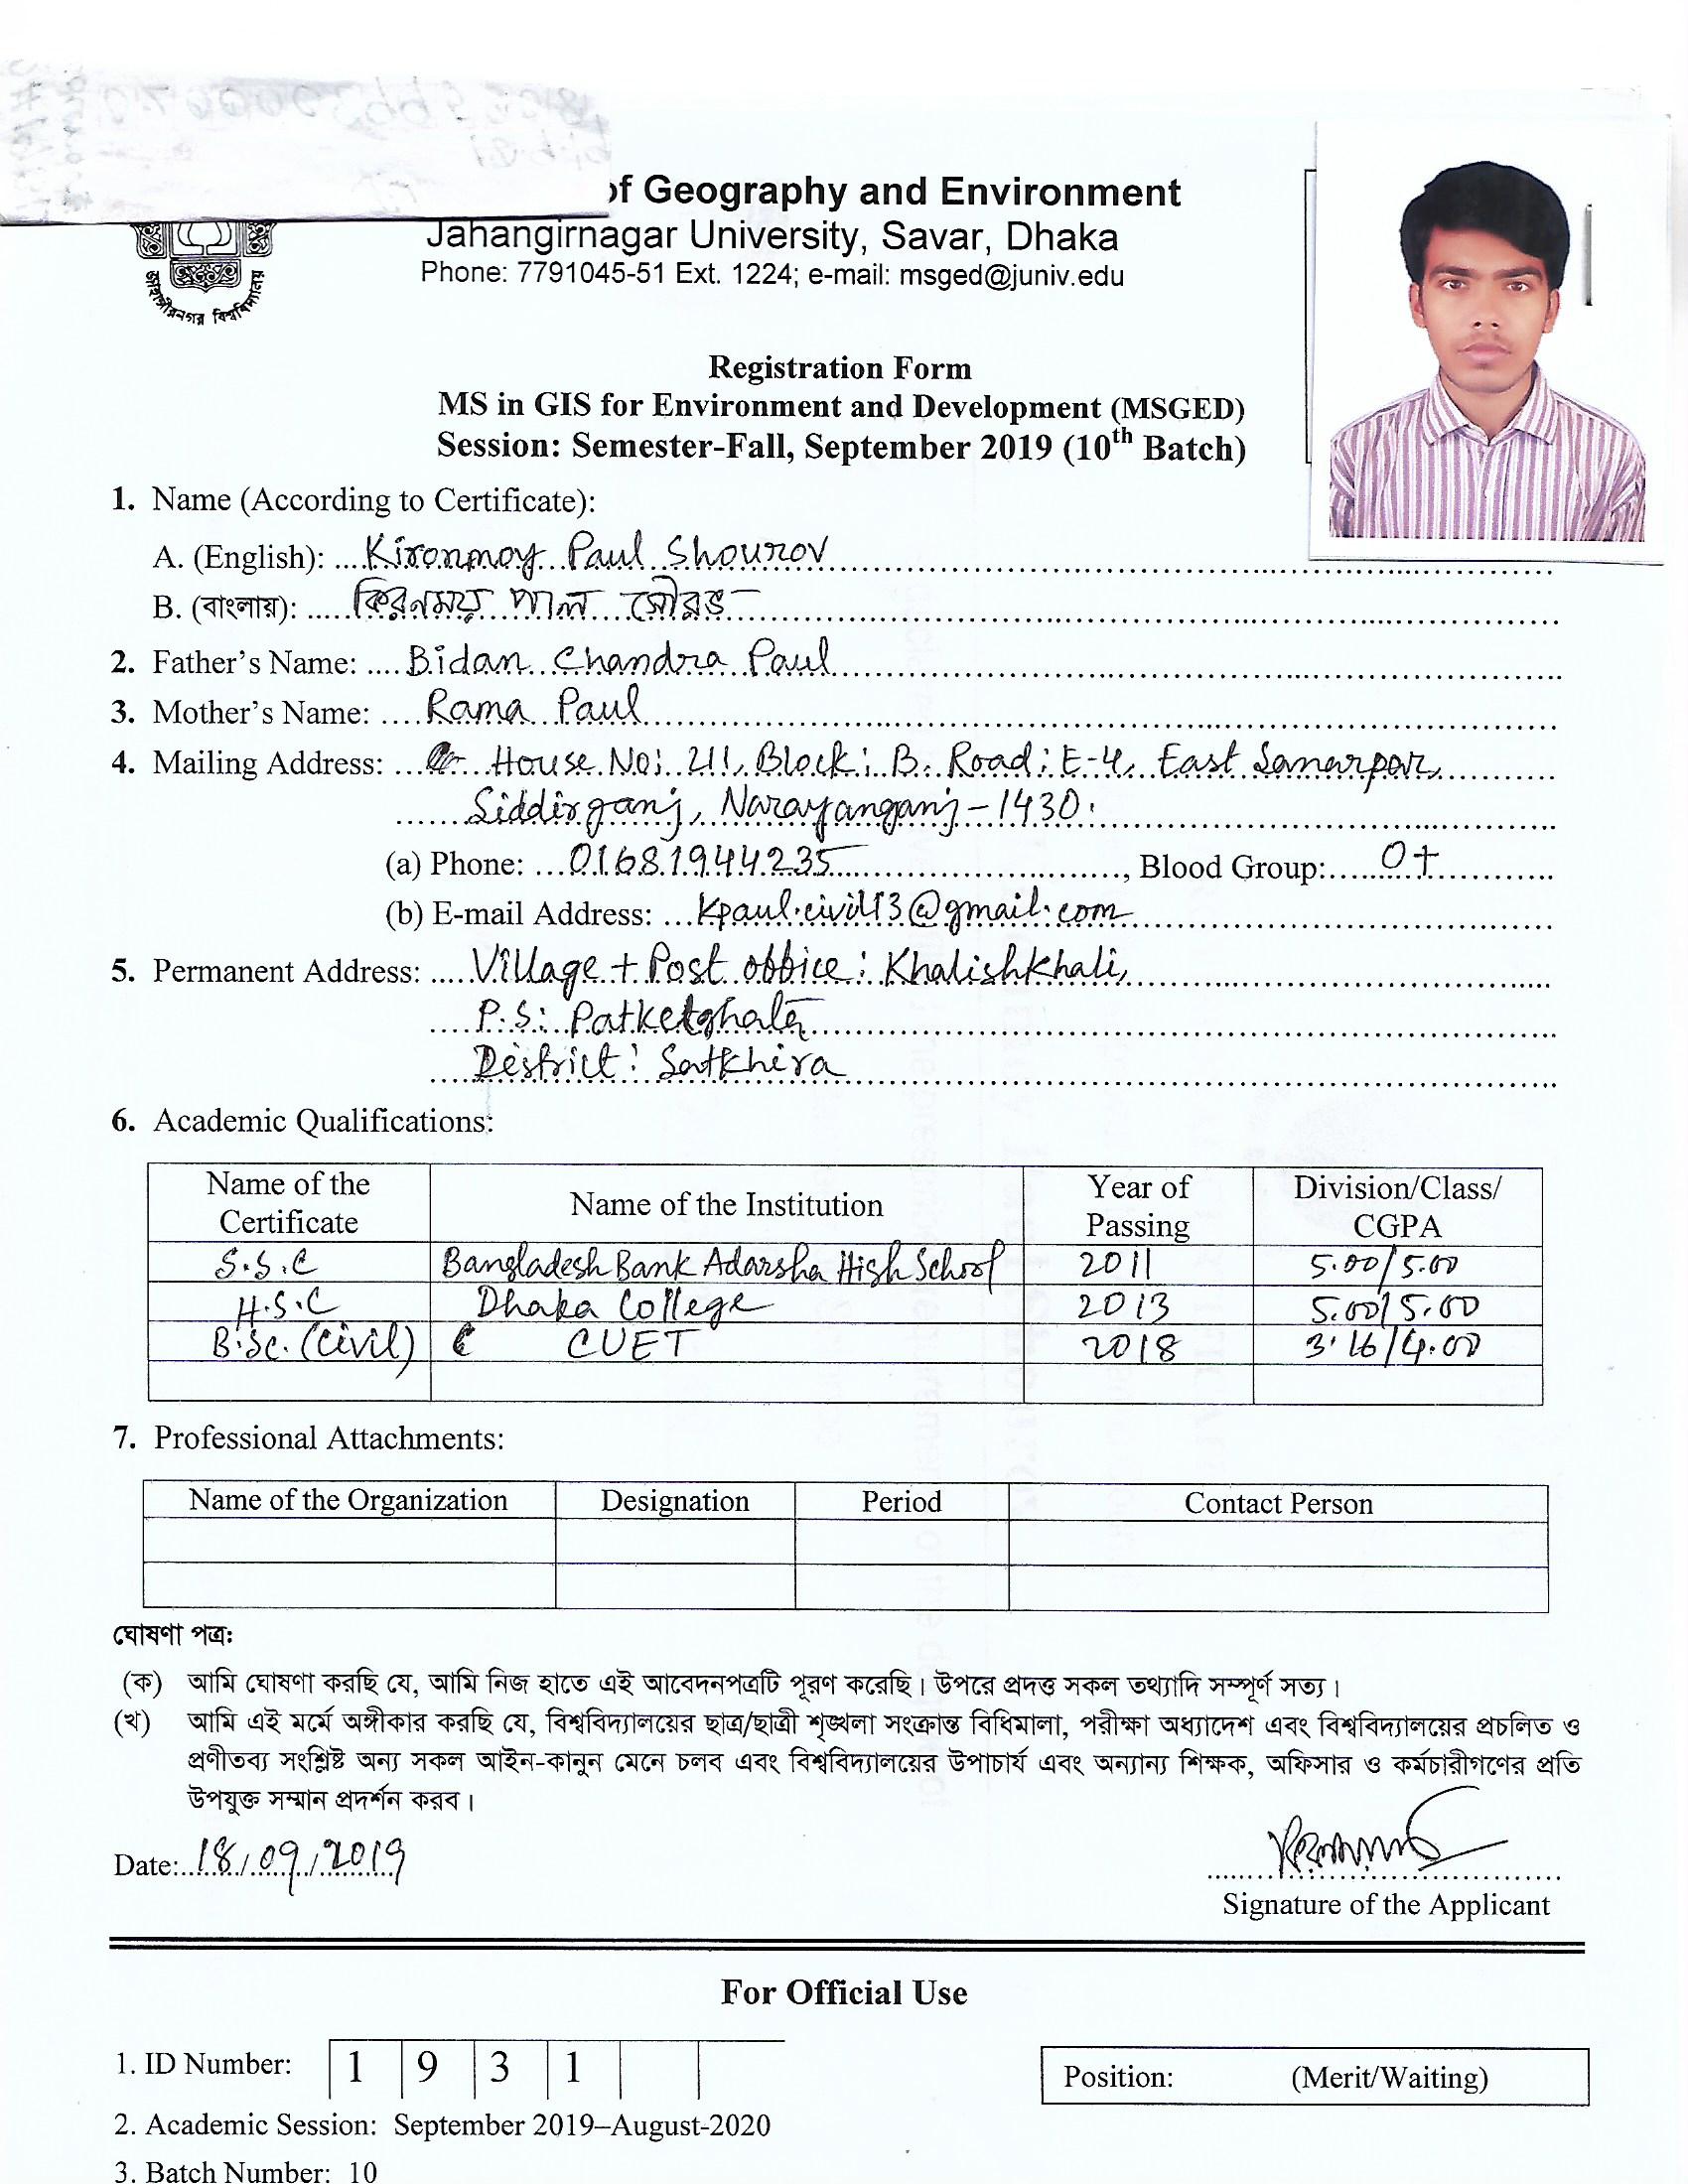 of Geography and Environment
Jahangirnagar University, Savar, Dhaka
Phone: 7791045-51 Ext. 1224; e-mail: msged@juniv.edu
জাহাঙ্গীরনগর বিশ্ববিদ্যালয়
Registration Form
MS in GIS for Environment and Development (MSGED)
Session: Semester-Fall, September 2019 (10th Batch)
1. Name (According to Certificate):
A. (English): Kironmoy Paul Shourov
B. (বাংলায়): কিরনময় পাল সৌরভ
2. Father's Name: Bidan Chandra Paul
3. Mother's Name: Rama Paul
4. Mailing Address: House No: 211, Block: B. Road: E-4, East Sanarpar,
Siddirganj, Narayanganj-1430.
(a) Phone: 01681944235, Blood Group: O+
(b) E-mail Address: kpaul.civil13@gmail.com
5. Permanent Address: Village + Post office: Khalishkhali,
P.S: Patkelghata
District: Satkhira
6. Academic Qualifications:
Name of the Certificate Name of the Institution Year of Passing Division/Class/CGPA
S.S.C Bangladesh Bank Adarsha High School 2011 5.00/5.00
H.S.C Dhaka College 2013 5.00/5.00
B.Sc. (Civil) CUET 2018 3.16/4.00
7. Professional Attachments:
Name of the Organization Designation Period Contact Person
ঘোষণা পত্র:
(ক) আমি ঘোষণা করছি যে, আমি নিজ হাতে এই আবেদনপত্রটি পূরণ করেছি। উপরে প্রদত্ত সকল তথ্যাদি সম্পূর্ণ সত্য।
(খ) আমি এই মর্মে অঙ্গীকার করছি যে, বিশ্ববিদ্যালয়ের ছাত্র/ছাত্রী শৃঙ্খলা সংক্রান্ত বিধিমালা, পরীক্ষা অধ্যাদেশ এবং বিশ্ববিদ্যালয়ের প্রচলিত ও
প্রণীতব্য সংশ্লিষ্ট অন্য সকল আইন-কানুন মেনে চলব এবং বিশ্ববিদ্যালয়ের উপাচার্য এবং অন্যান্য শিক্ষক, অফিসার ও কর্মচারীগণের প্রতি
উপযুক্ত সম্মান প্রদর্শন করব।
Date: 18/09/2019
Signature of the Applicant
For Official Use
1. ID Number: 1 9 3 1
Position: (Merit/Waiting)
2. Academic Session: September 2019–August-2020
3. Batch Number: 10